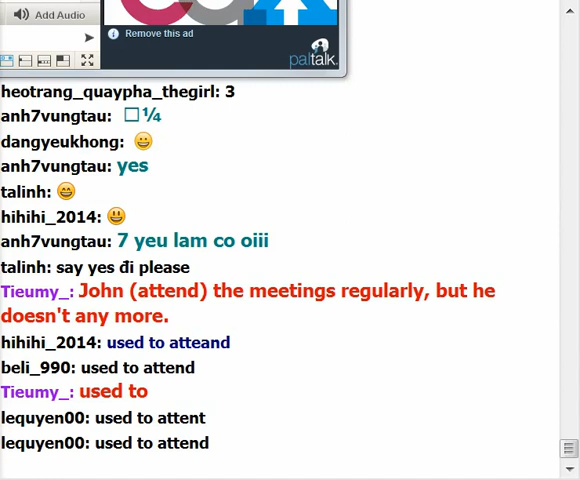 Add Audio
Remove this ad
paltalk
heotrang_quaypha_thegirl: 3
anh7vungtau: □¼
dangyeukhong: 😀
anh7vungtau: yes
talinh: 😄
hihihi_2014: 😃
anh7vungtau: 7 yeu lam co oiii
talinh: say yes đi please
Tieumy_: John (attend) the meetings regularly, but he
doesn't any more.
hihihi_2014: used to atteand
beli_990: used to attend
Tieumy_: used to
lequyen00: used to attent
lequyen00: used to attend